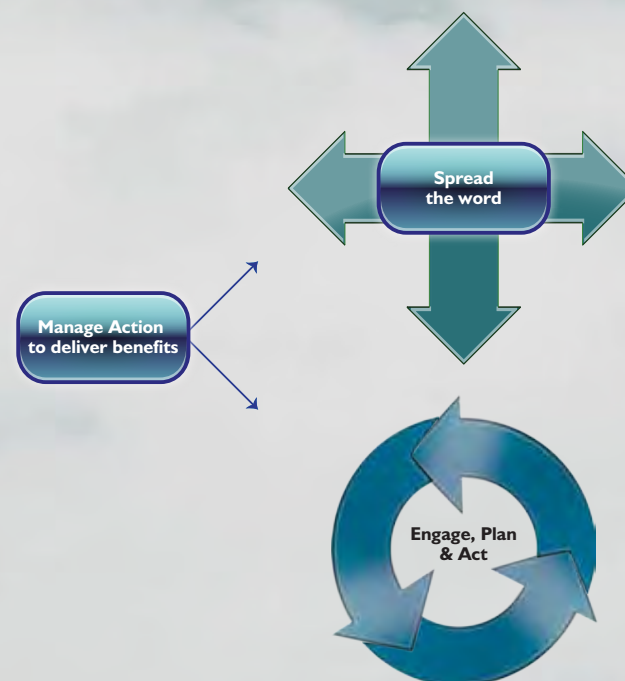 Spread
the word
Manage Action
to deliver benefits
Engage, Plan
& Act